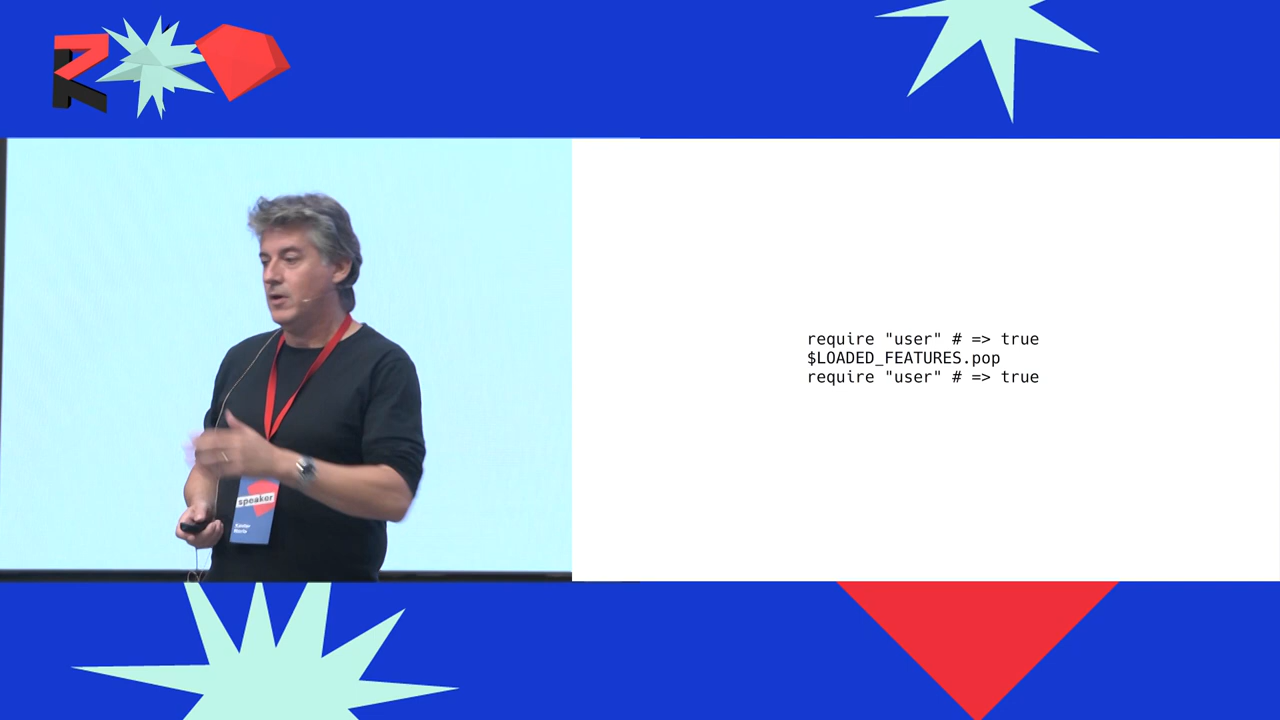 speaker
require "user" # => true
$LOADED_FEATURES.pop
require "user" # => true